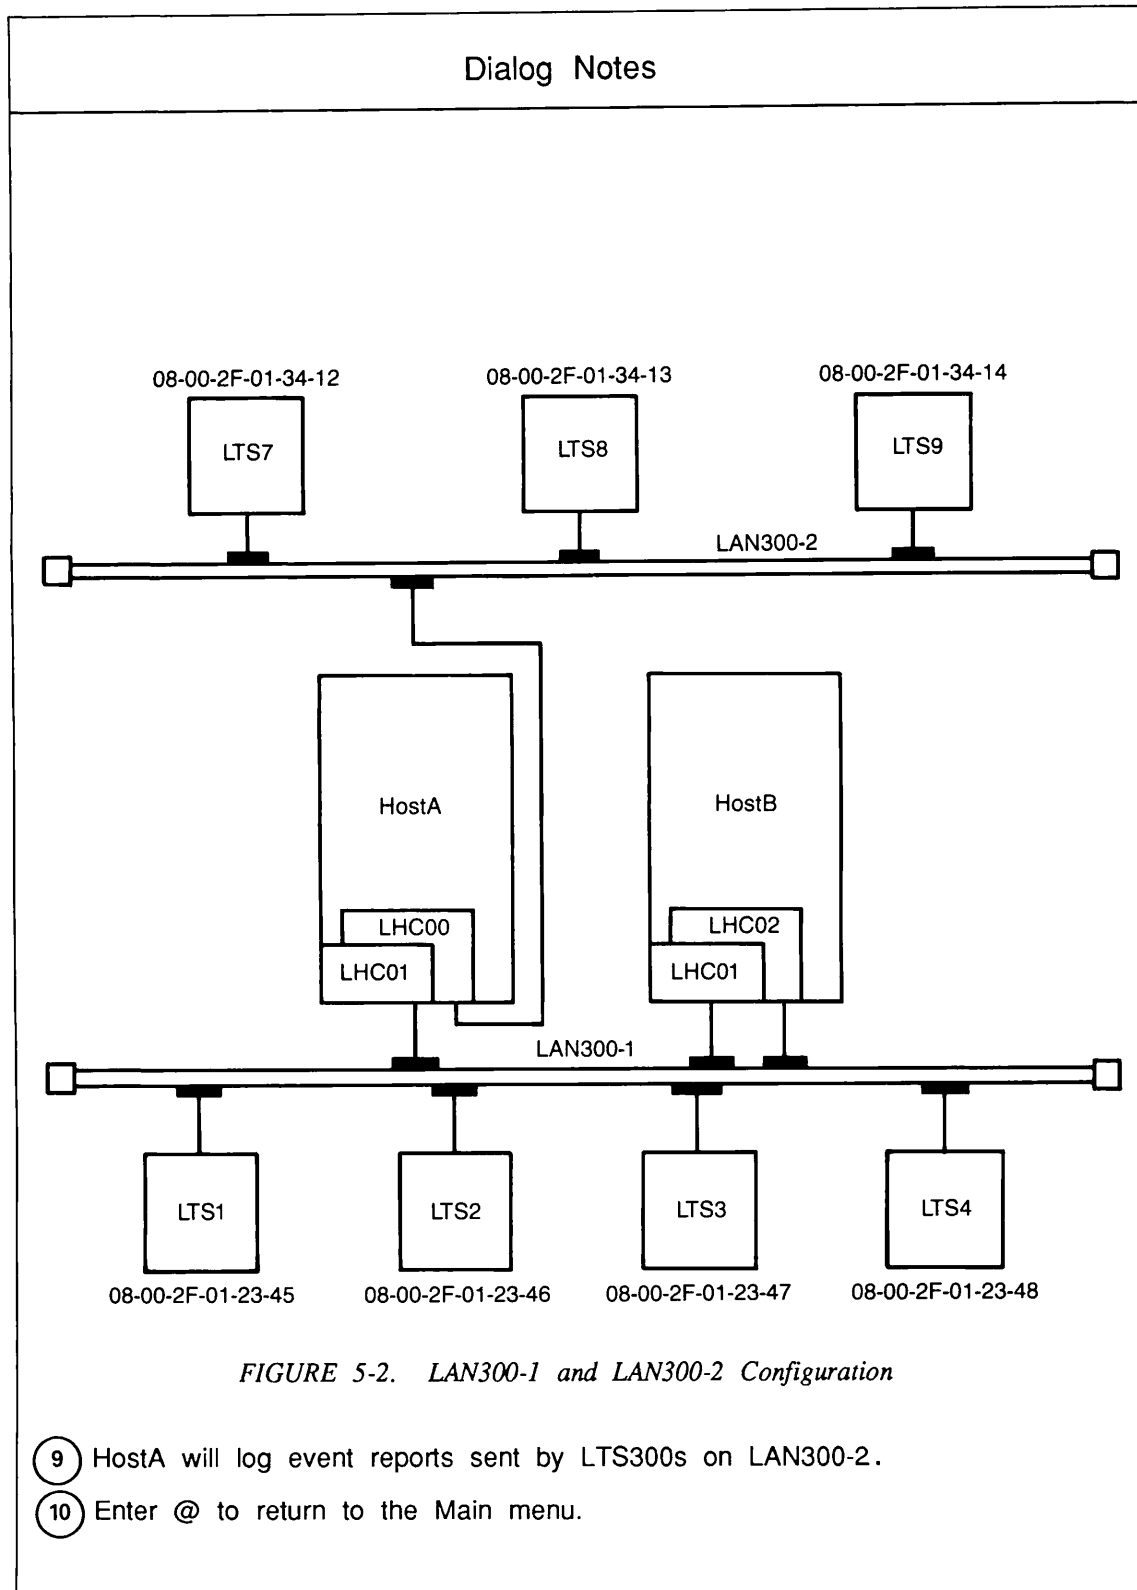 Dialog Notes
08-00-2F-01-34-12
08-00-2F-01-34-13
08-00-2F-01-34-14
LTS7
LTS8
LTS9
LAN300-2
HostA
HostB
LHC00
LHC01
LHC02
LHC01
LAN300-1
LTS1
LTS2
LTS3
LTS4
08-00-2F-01-23-45
08-00-2F-01-23-46
08-00-2F-01-23-47
08-00-2F-01-23-48
FIGURE 5-2. LAN300-1 and LAN300-2 Configuration
9 HostA will log event reports sent by LTS300s on LAN300-2.
10 Enter @ to return to the Main menu.